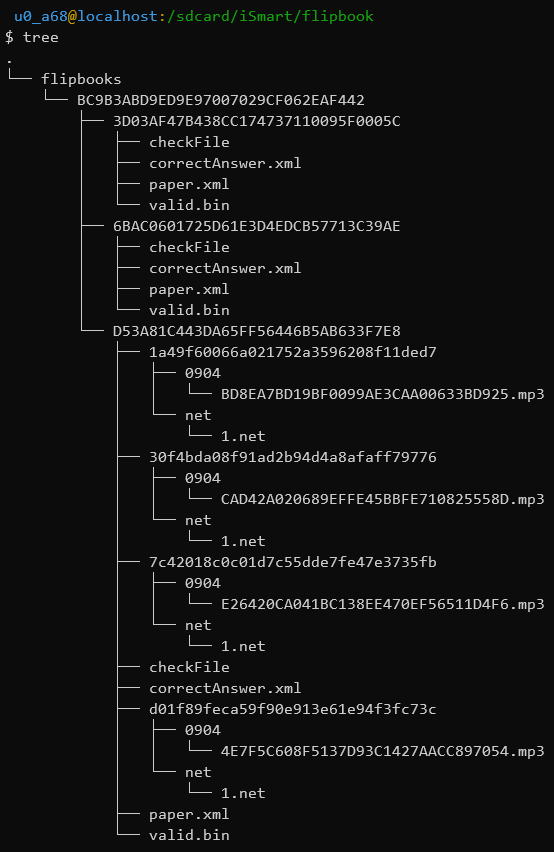 u0_a68@localhost:/sdcard/iSmart/flipbook
$ tree
.
└── flipbooks
    └── BC9B3ABD9ED9E97007029CF062EAF442
        ├── 3D03AF47B438CC174737110095F0005C
        │   ├── checkFile
        │   ├── correctAnswer.xml
        │   ├── paper.xml
        │   └── valid.bin
        ├── 6BAC0601725D61E3D4EDCB57713C39AE
        │   ├── checkFile
        │   ├── correctAnswer.xml
        │   ├── paper.xml
        │   └── valid.bin
        └── D53A81C443DA65FF56446B5AB633F7E8
            ├── 1a49f60066a021752a3596208f11ded7
            │   ├── 0904
            │   │   └── BD8EA7BD19BF0099AE3CAA00633BD925.mp3
            │   └── net
            │       └── 1.net
            ├── 30f4bda08f91ad2b94d4a8afaff79776
            │   ├── 0904
            │   │   └── CAD42A020689EFFE45BBFE710825558D.mp3
            │   └── net
            │       └── 1.net
            ├── 7c42018c0c01d7c55dde7fe47e3735fb
            │   ├── 0904
            │   │   └── E26420CA041BC138EE470EF56511D4F6.mp3
            │   └── net
            │       └── 1.net
            ├── checkFile
            ├── correctAnswer.xml
            ├── d01f89feca59f90e913e61e94f3fc73c
            │   ├── 0904
            │   │   └── 4E7F5C608F5137D93C1427AACC897054.mp3
            │   └── net
            │       └── 1.net
            ├── paper.xml
            └── valid.bin